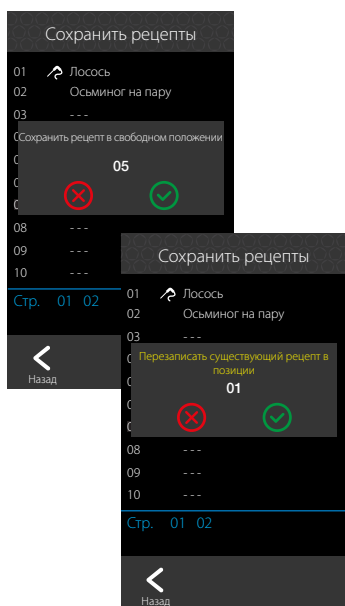 Сохранить рецепты
01 Лосось
02 Осьминог на пару
03 - - -
Сохранить рецепт в свободном положении
05
08 - - -
09 - - -
10 - - -
Стр. 01 02
Назад
Сохранить рецепты
01 Лосось
02 Осьминог на пару
03 - - -
Перезаписать существующий рецепт в
позиции
01
08 - - -
09 - - -
10 - - -
Стр. 01 02
Назад